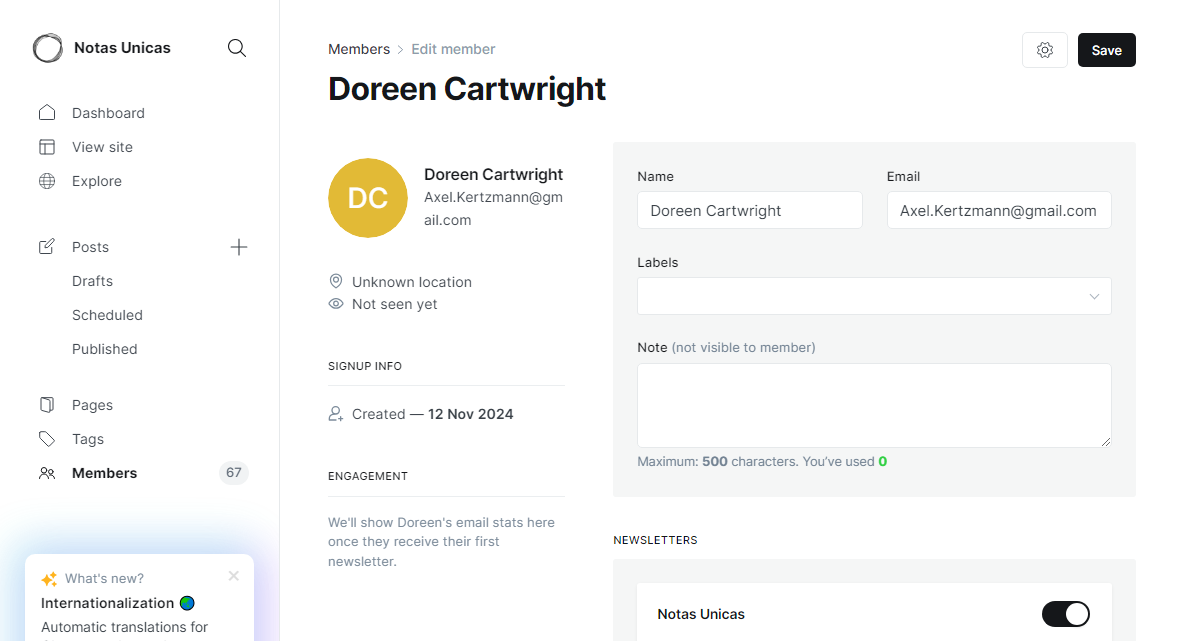 Notas Unicas
Dashboard
View site
Explore
Posts
Drafts
Scheduled
Published
Pages
Tags
Members
67
What's new?
Internationalization
Automatic translations for
Members
Edit member
Save
Doreen Cartwright
DC
Doreen Cartwright
Axel.Kertzmann@gm
ail.com
Unknown location
Not seen yet
SIGNUP INFO
Created — 12 Nov 2024
ENGAGEMENT
We'll show Doreen's email stats here
once they receive their first
newsletter.
Name
Doreen Cartwright
Email
Axel.Kertzmann@gmail.com
Labels
Note (not visible to member)
Maximum: 500 characters. You've used 0
NEWSLETTERS
Notas Unicas